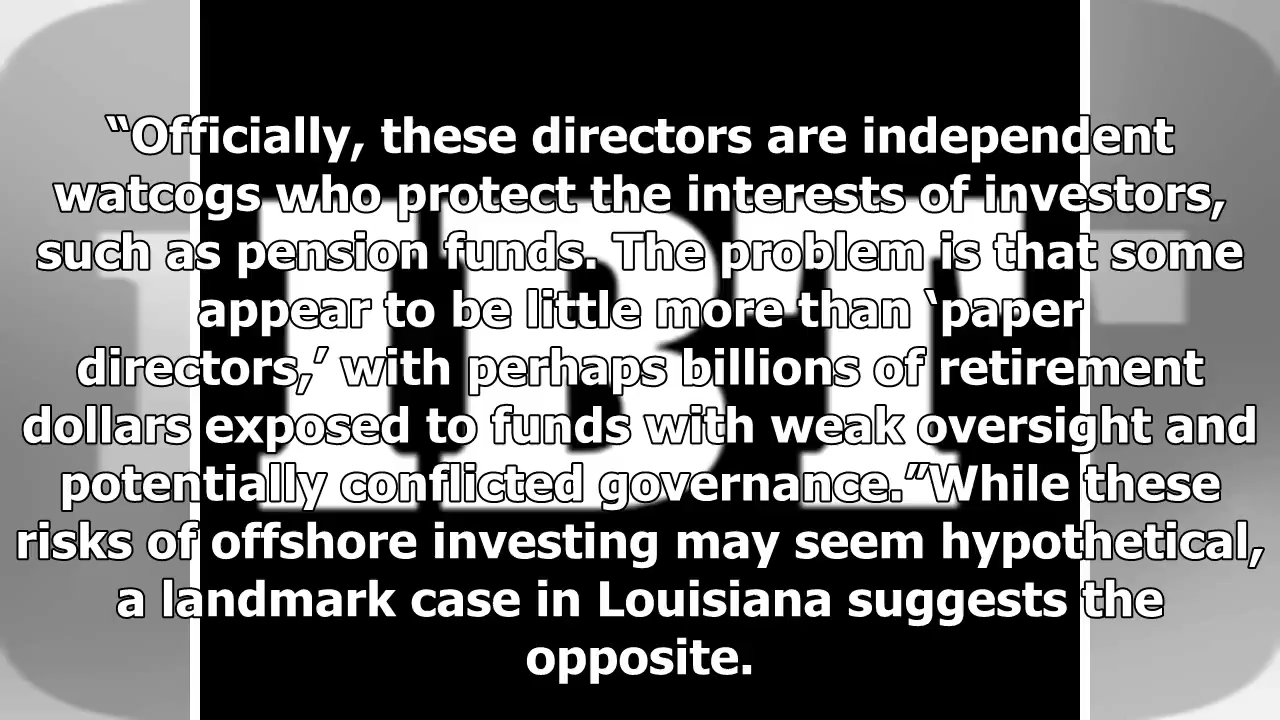 “Officially, these directors are independent
watcogs who protect the interests of investors,
such as pension funds. The problem is that some
appear to be little more than ‘paper
directors,’ with perhaps billions of retirement
dollars exposed to funds with weak oversight and
potentially conflicted governance.”While these
risks of offshore investing may seem hypothetical,
a landmark case in Louisiana suggests the
opposite.
IBT